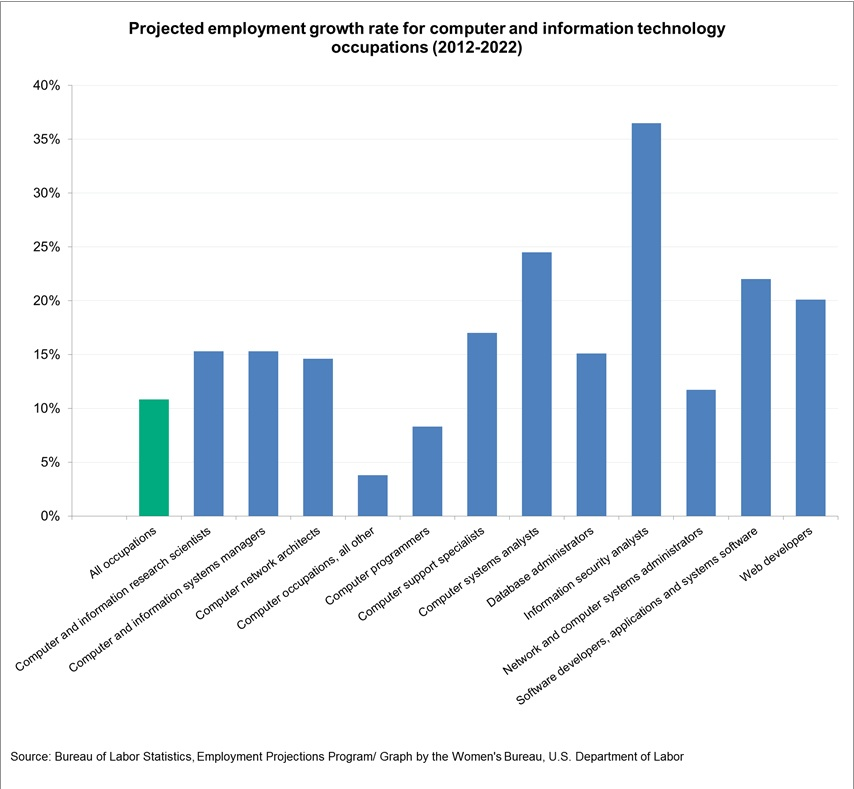 Projected employment growth rate for computer and information technology
occupations (2012-2022)
40%
35%
30%
25%
20%
15%
10%
5%
0%
All occupations
Computer and information research scientists
Computer and information systems managers
Computer network architects
Computer occupations, all other
Computer programmers
Computer support specialists
Computer systems analysts
Database administrators
Information security analysts
Network and computer systems administrators
Software developers, applications and systems software
Web developers
Source: Bureau of Labor Statistics, Employment Projections Program/ Graph by the Women's Bureau, U.S. Department of Labor